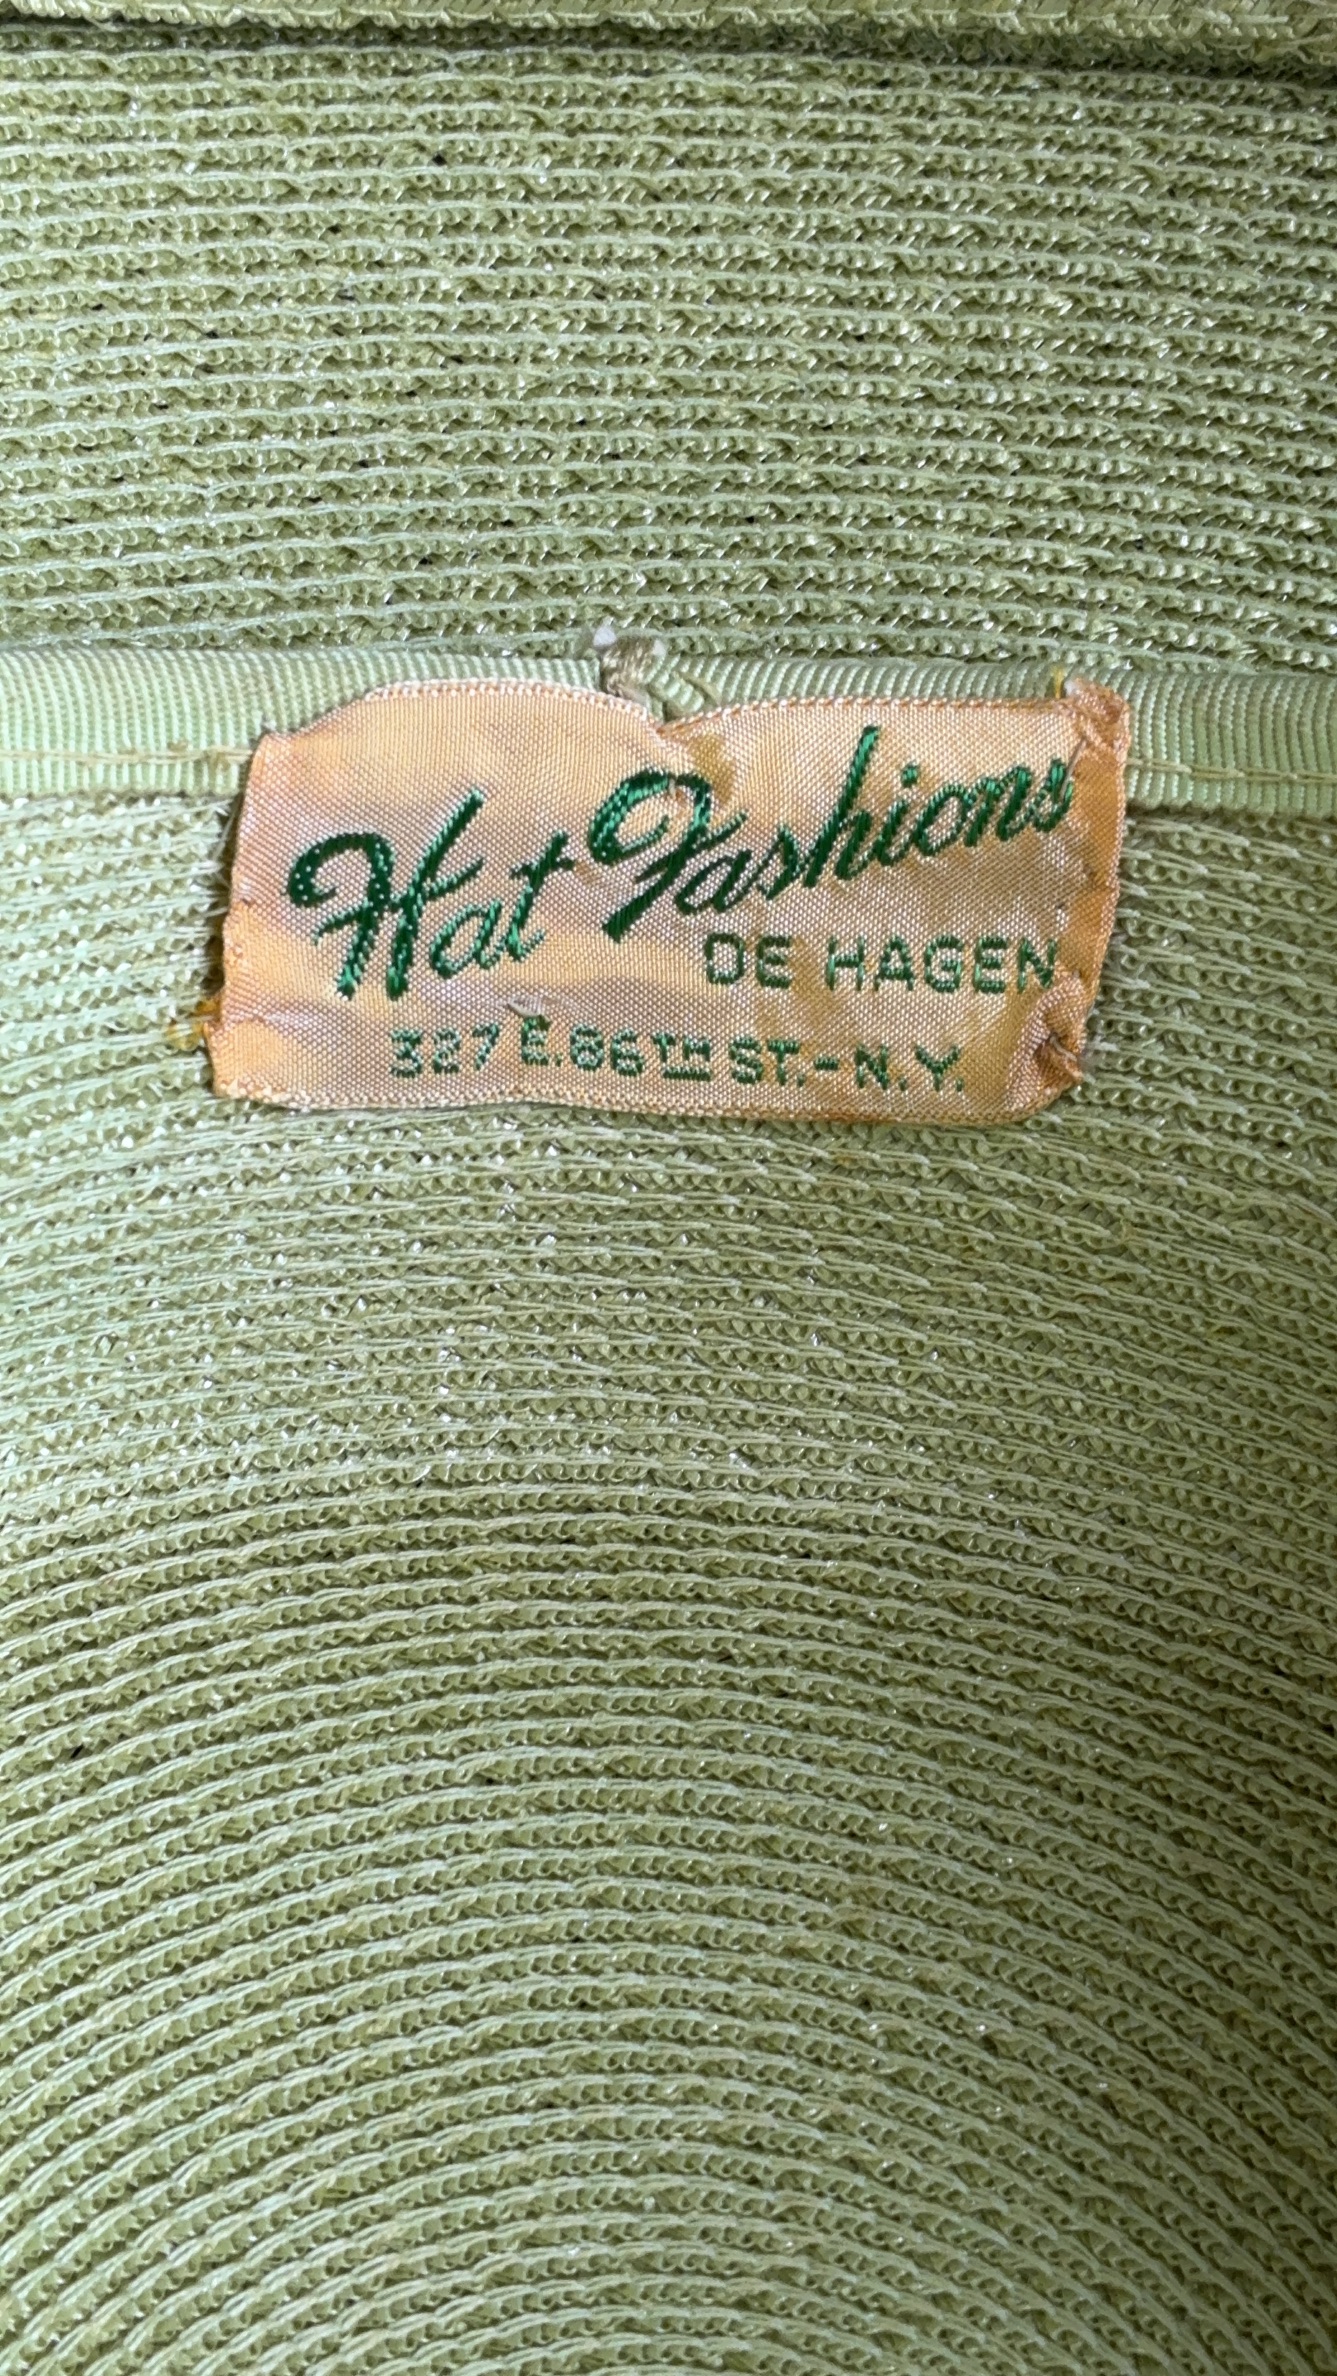 Hat Fashions
DE HAGEN
327 E. 86TH ST.-N.Y.